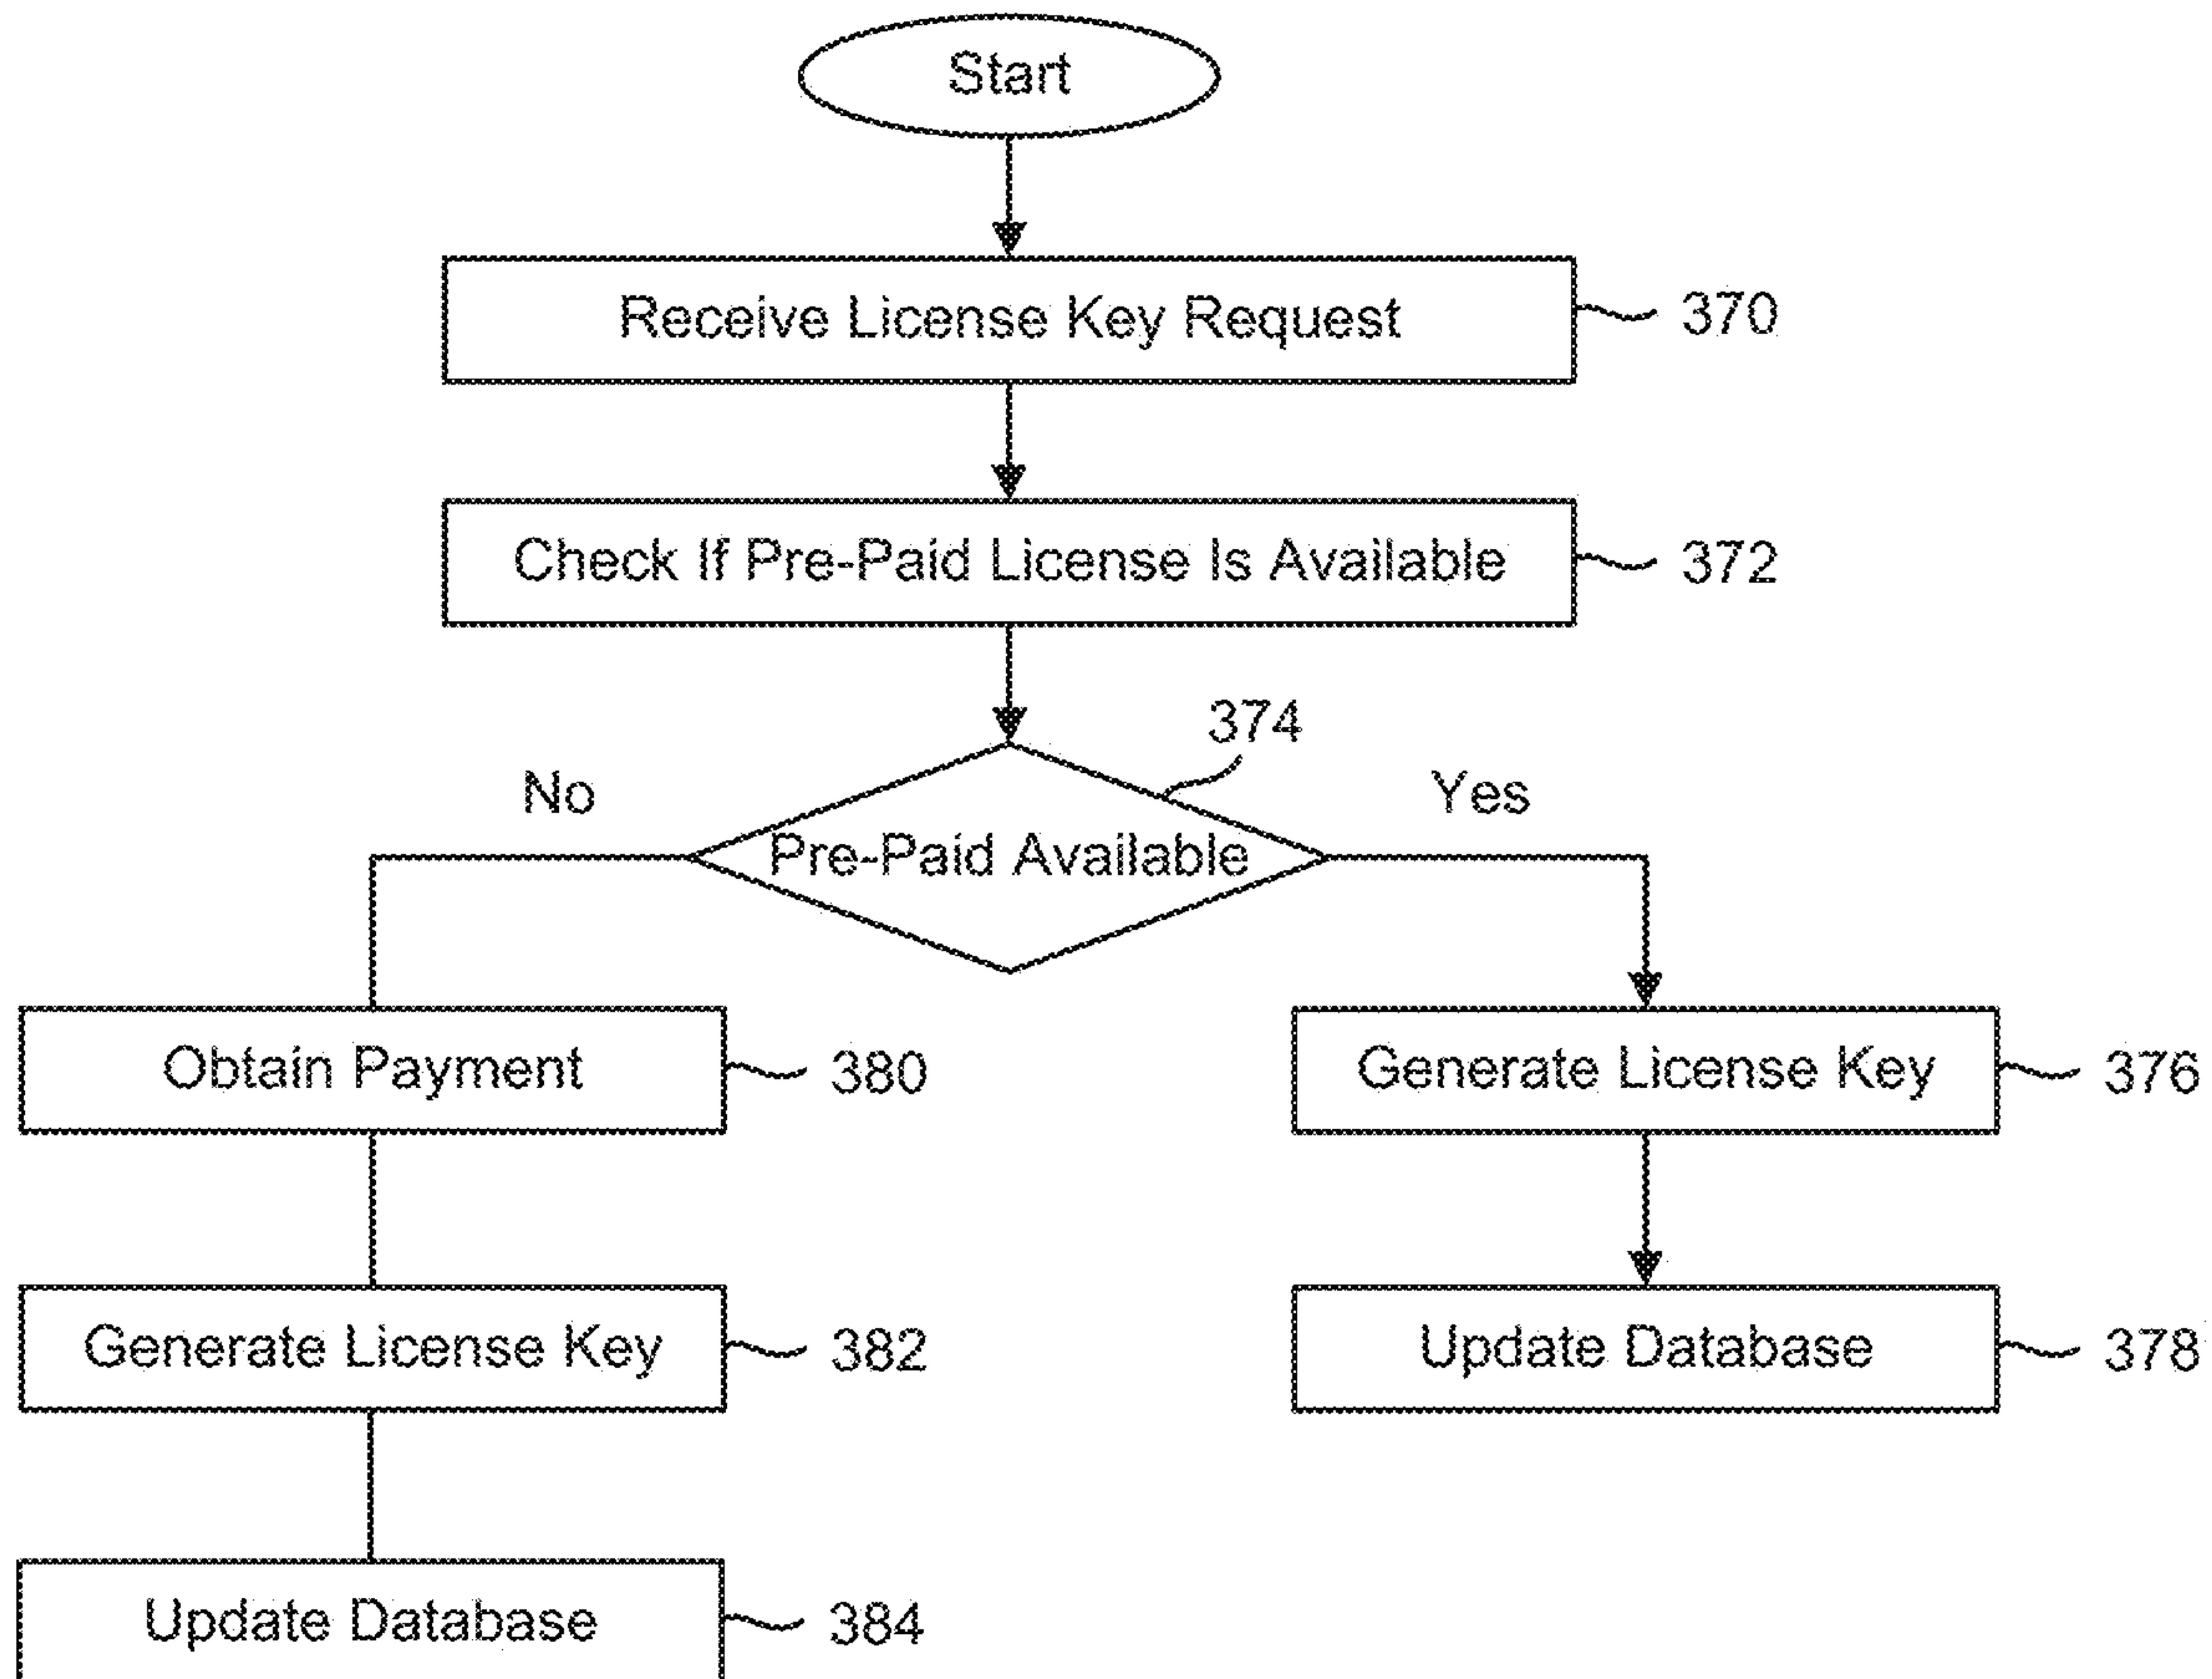 Start
Receive License Key Request 370
Check If Pre-Paid License Is Available 372
374
No Yes
Pre-Paid Available
Obtain Payment 380
Generate License Key 376
Generate License Key 382
Update Database 378
Update Database 384